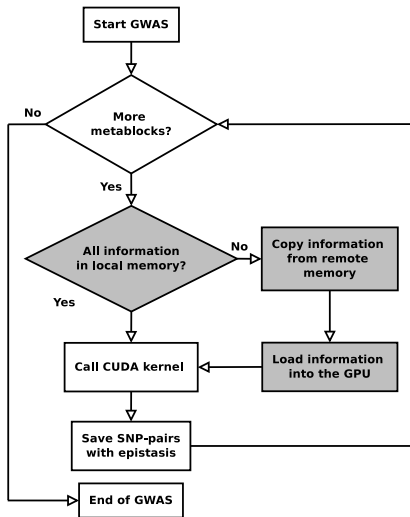 Start GWAS
More
metablocks?
No
Yes
All information
in local memory?
No
Copy information
from remote
memory
Yes
Load information
into the GPU
Call CUDA kernel
Save SNP-pairs
with epistasis
End of GWAS